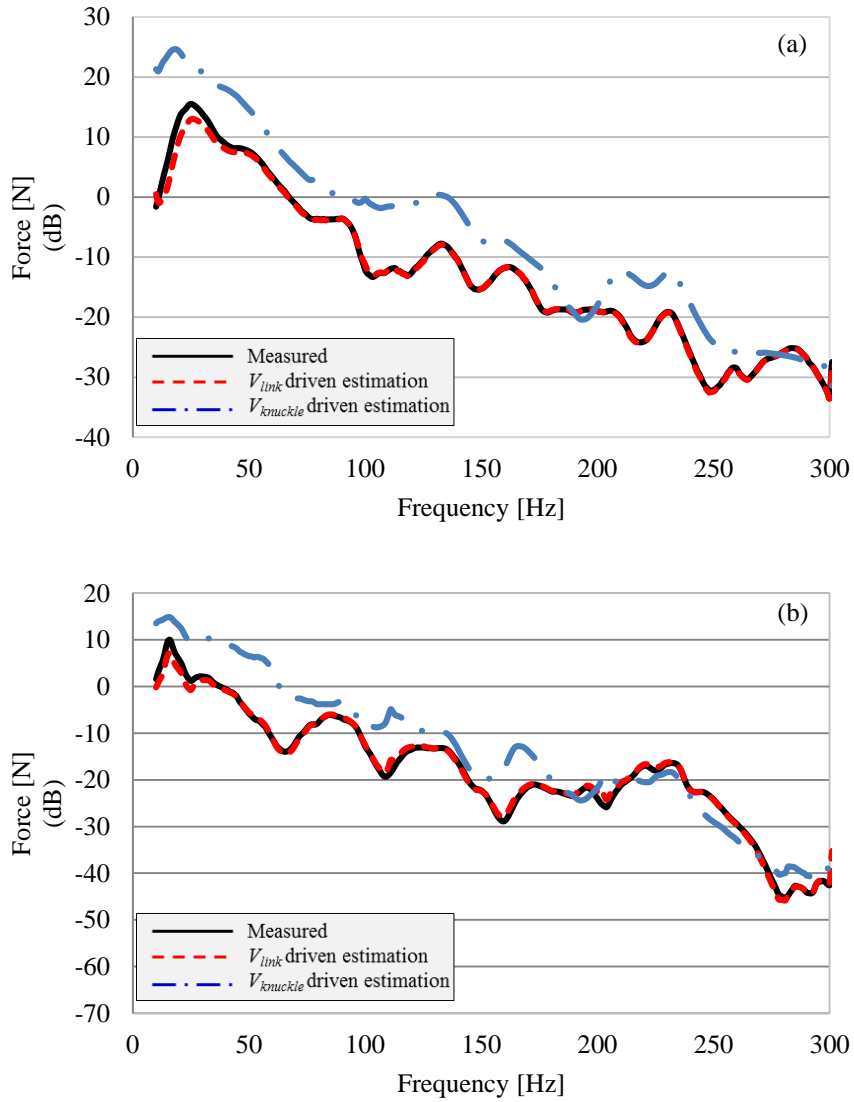 (a)
30
20
10
0
-10
-20
-30
-40
Force [N]
(dB)
Measured
Vlink driven estimation
Vknuckle driven estimation
0 50 100 150 200 250 300
Frequency [Hz]
(b)
20
10
0
-10
-20
-30
-40
-50
-60
-70
Force [N]
(dB)
Measured
Vlink driven estimation
Vknuckle driven estimation
0 50 100 150 200 250 300
Frequency [Hz]